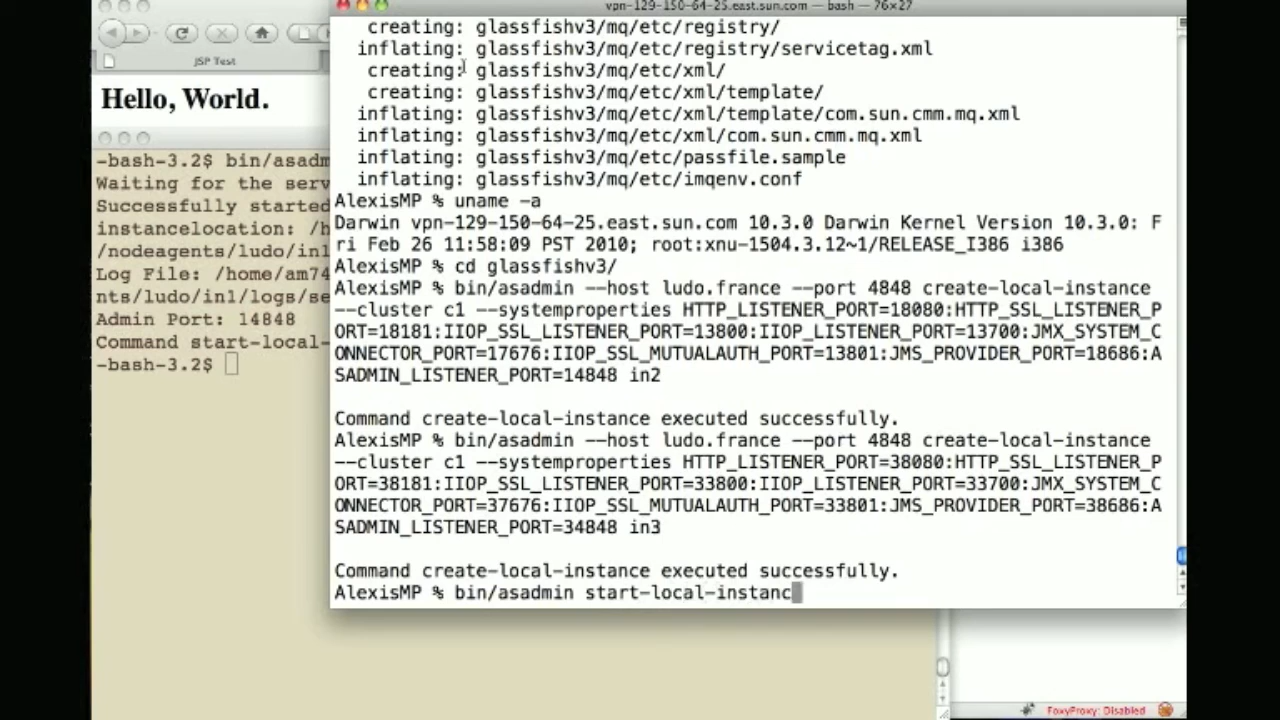 vpn-129-150-64-25.east.sun.com — bash — 76×27
JSP Test
Hello, World.
-bash-3.2$ bin/asadm
Waiting for the serv
Successfully started
instancelocation: /h
/nodeagents/ludo/in1
Log File: /home/am74
nts/ludo/in1/logs/se
Admin Port: 14848
Command start-local-
-bash-3.2$
creating: glassfishv3/mq/etc/registry/
inflating: glassfishv3/mq/etc/registry/servicetag.xml
creating: glassfishv3/mq/etc/xml/
creating: glassfishv3/mq/etc/xml/template/
inflating: glassfishv3/mq/etc/xml/template/com.sun.cmm.mq.xml
inflating: glassfishv3/mq/etc/xml/com.sun.cmm.mq.xml
inflating: glassfishv3/mq/etc/passfile.sample
inflating: glassfishv3/mq/etc/imqenv.conf
AlexisMP % uname -a
Darwin vpn-129-150-64-25.east.sun.com 10.3.0 Darwin Kernel Version 10.3.0: F
ri Feb 26 11:58:09 PST 2010; root:xnu-1504.3.12~1/RELEASE_I386 i386
AlexisMP % cd glassfishv3/
AlexisMP % bin/asadmin --host ludo.france --port 4848 create-local-instance
--cluster c1 --systemproperties HTTP_LISTENER_PORT=18080:HTTP_SSL_LISTENER_P
ORT=18181:IIOP_SSL_LISTENER_PORT=13800:IIOP_LISTENER_PORT=13700:JMX_SYSTEM_C
ONNECTOR_PORT=17676:IIOP_SSL_MUTUALAUTH_PORT=13801:JMS_PROVIDER_PORT=18686:A
SADMIN_LISTENER_PORT=14848 in2
Command create-local-instance executed successfully.
AlexisMP % bin/asadmin --host ludo.france --port 4848 create-local-instance
--cluster c1 --systemproperties HTTP_LISTENER_PORT=38080:HTTP_SSL_LISTENER_P
ORT=38181:IIOP_SSL_LISTENER_PORT=33800:IIOP_LISTENER_PORT=33700:JMX_SYSTEM_C
ONNECTOR_PORT=37676:IIOP_SSL_MUTUALAUTH_PORT=33801:JMS_PROVIDER_PORT=38686:A
SADMIN_LISTENER_PORT=34848 in3
Command create-local-instance executed successfully.
AlexisMP % bin/asadmin start-local-instanc
FoxyProxy: Disabled